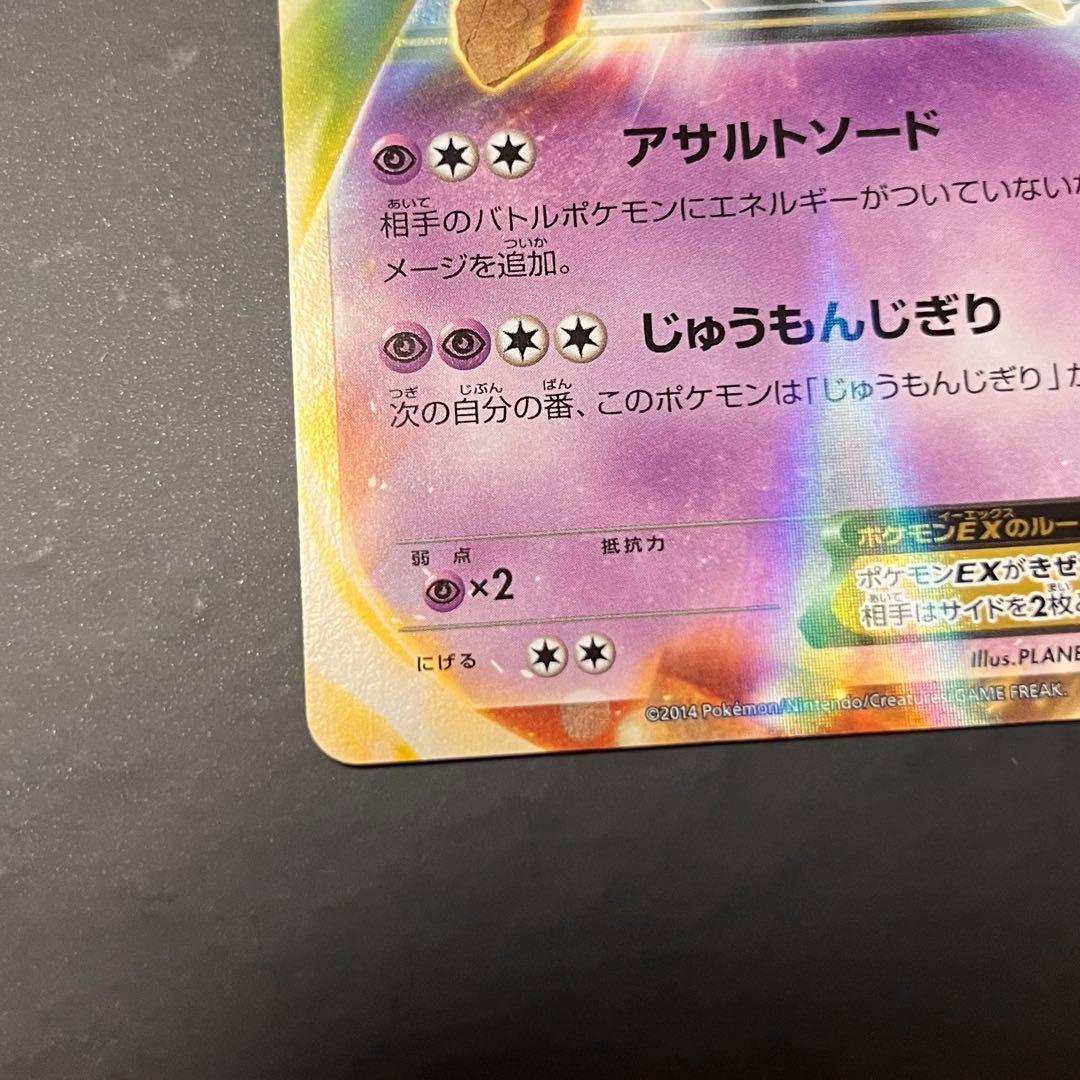 アサルトソード
あいて
相手のバトルポケモンにエネルギーがついていない
ついか
メージを追加。
じゅうもんじぎり
つぎ じぶん ばん
次の自分の番、このポケモンは「じゅうもんじぎり」が
弱点 抵抗力
×2
にげる
イーエックス
ポケモンEXのルー
ポケモンEXがきぜ
あいて まい
相手はサイドを2枚
Illus.PLANE
©2014 Pokémon/Nintendo/Creatures/GAME FREAK.